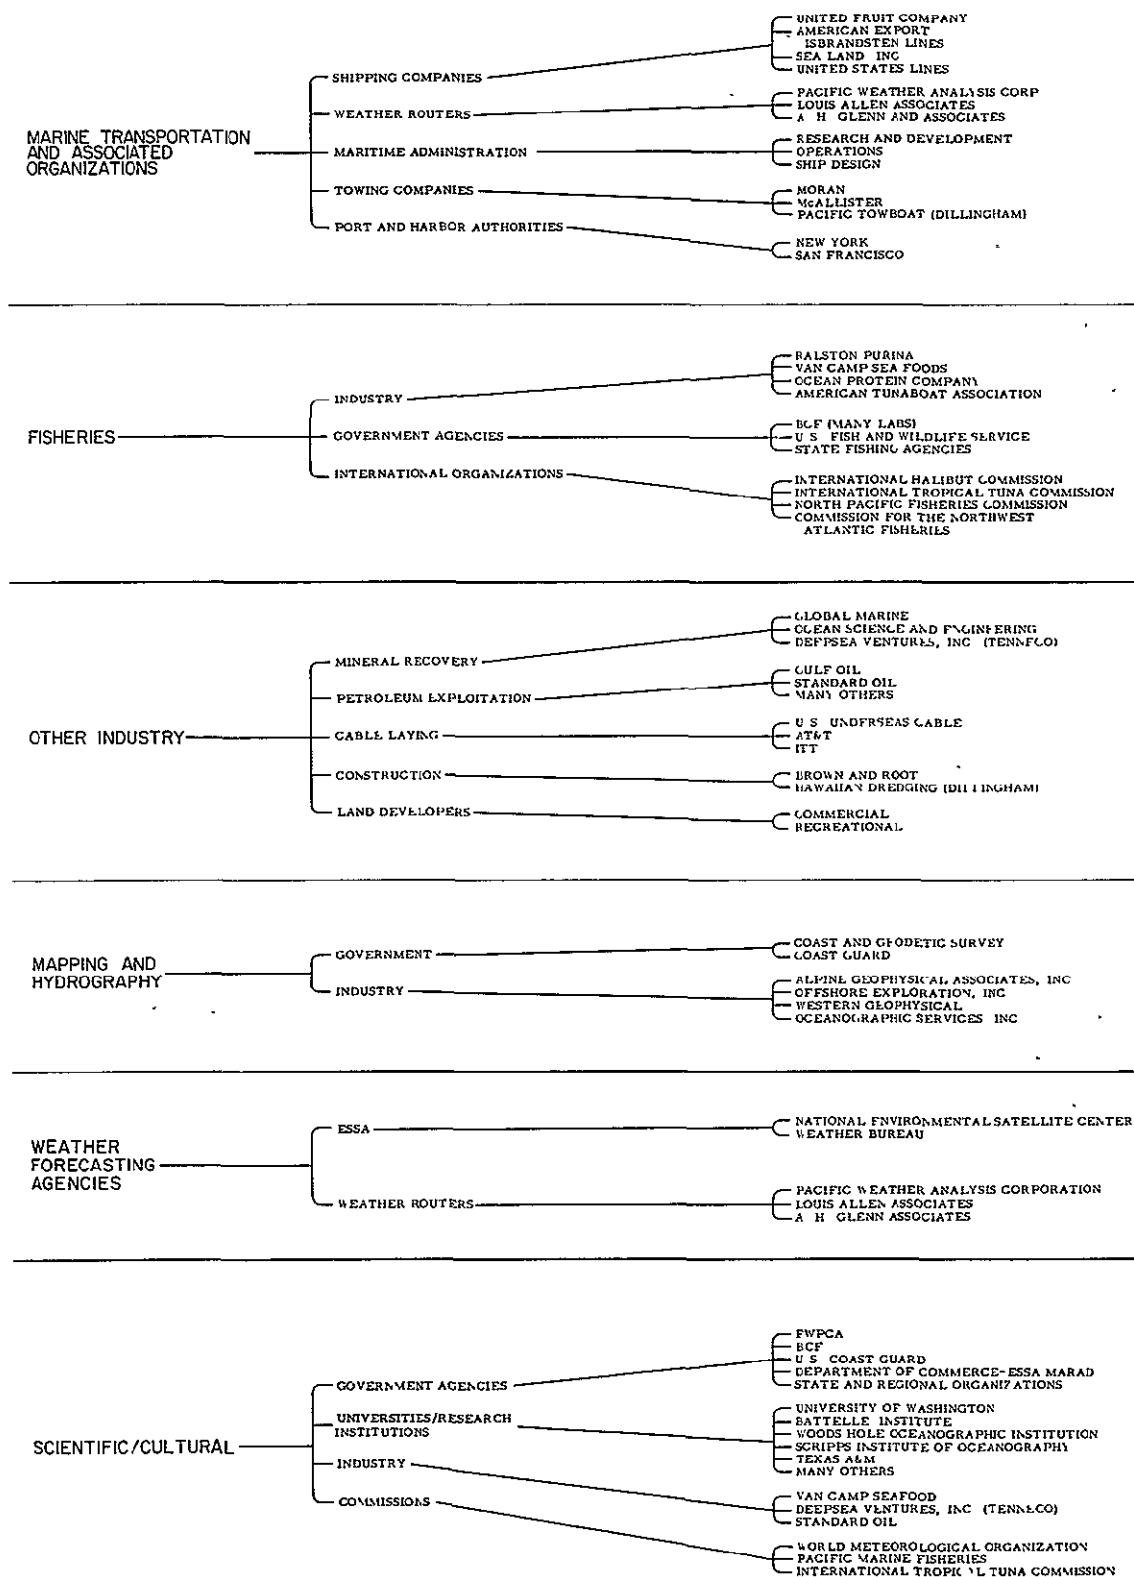 MARINE TRANSPORTATION
AND ASSOCIATED
ORGANIZATIONS
SHIPPING COMPANIES
UNITED FRUIT COMPANY
AMERICAN EXPORT
ISBRANDSTEN LINES
SEA LAND INC
UNITED STATES LINES
WEATHER ROUTERS
PACIFIC WEATHER ANALYSIS CORP
LOUIS ALLEN ASSOCIATES
A H GLENN AND ASSOCIATES
MARITIME ADMINISTRATION
RESEARCH AND DEVELOPMENT
OPERATIONS
SHIP DESIGN
TOWING COMPANIES
MORAN
McALLISTER
PACIFIC TOWBOAT (DILLINGHAM)
PORT AND HARBOR AUTHORITIES
NEW YORK
SAN FRANCISCO
FISHERIES
INDUSTRY
RALSTON PURINA
VAN CAMP SEA FOODS
OCEAN PROTEIN COMPANY
AMERICAN TUNABOAT ASSOCIATION
GOVERNMENT AGENCIES
BCF (MANY LABS)
U S FISH AND WILDLIFE SERVICE
STATE FISHING AGENCIES
INTERNATIONAL ORGANIZATIONS
INTERNATIONAL HALIBUT COMMISSION
INTERNATIONAL TROPICAL TUNA COMMISSION
NORTH PACIFIC FISHERIES COMMISSION
COMMISSION FOR THE NORTHWEST
ATLANTIC FISHERIES
OTHER INDUSTRY
MINERAL RECOVERY
GLOBAL MARINE
OCEAN SCIENCE AND ENGINEERING
DEEPSEA VENTURES, INC (TENNECO)
PETROLEUM EXPLOITATION
GULF OIL
STANDARD OIL
MANY OTHERS
CABLE LAYING
U S UNDERSEAS CABLE
AT&T
ITT
CONSTRUCTION
BROWN AND ROOT
HAWAIIAN DREDGING (DILLINGHAM)
LAND DEVELOPERS
COMMERCIAL
RECREATIONAL
MAPPING AND
HYDROGRAPHY
GOVERNMENT
COAST AND GEODETIC SURVEY
COAST GUARD
INDUSTRY
ALPINE GEOPHYSICAL ASSOCIATES, INC
OFFSHORE EXPLORATION, INC
WESTERN GEOPHYSICAL
OCEANOGRAPHIC SERVICES INC
WEATHER
FORECASTING
AGENCIES
ESSA
NATIONAL ENVIRONMENTAL SATELLITE CENTER
WEATHER BUREAU
WEATHER ROUTERS
PACIFIC WEATHER ANALYSIS CORPORATION
LOUIS ALLEN ASSOCIATES
A H GLENN ASSOCIATES
SCIENTIFIC/CULTURAL
GOVERNMENT AGENCIES
FWPCA
BCF
U S COAST GUARD
DEPARTMENT OF COMMERCE-ESSA MARAD
STATE AND REGIONAL ORGANIZATIONS
UNIVERSITIES/RESEARCH
INSTITUTIONS
UNIVERSITY OF WASHINGTON
BATTELLE INSTITUTE
WOODS HOLE OCEANOGRAPHIC INSTITUTION
SCRIPPS INSTITUTE OF OCEANOGRAPHY
TEXAS A&M
MANY OTHERS
INDUSTRY
VAN CAMP SEAFOOD
DEEPSEA VENTURES, INC (TENNECO)
STANDARD OIL
COMMISSIONS
WORLD METEOROLOGICAL ORGANIZATION
PACIFIC MARINE FISHERIES
INTERNATIONAL TROPICAL TUNA COMMISSION